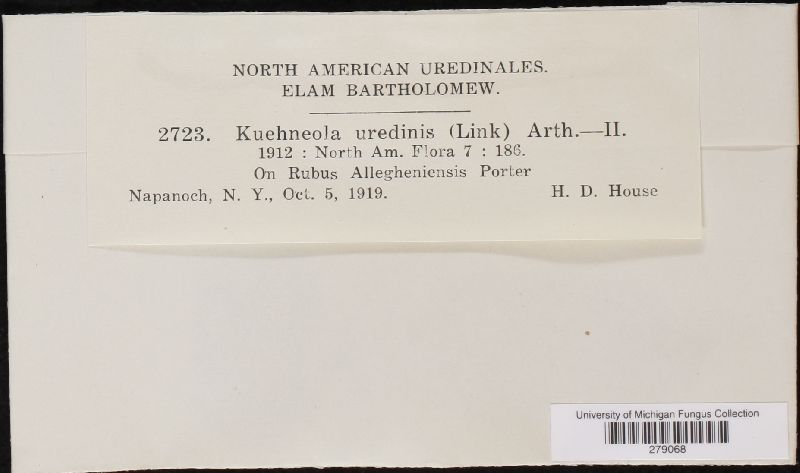 NORTH AMERICAN UREDINALES.
ELAM BARTHOLOMEW.
2723. Kuehneola uredinis (Link) Arth.—II.
1912 : North Am. Flora 7 : 186.
On Rubus Allegheniensis Porter
Napanoch, N. Y., Oct. 5, 1919. H. D. House
University of Michigan Fungus Collection
279068